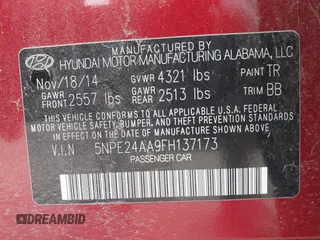 MANUFACTURED BY
HYUNDAI MOTOR MANUFACTURING ALABAMA, LLC
Nov/18/14 GVWR 4321 lbs PAINT TR
GAWR FRONT 2557 lbs GAWR REAR 2513 lbs TRIM BB
THIS VEHICLE CONFORMS TO ALL APPLICABLE U.S. FEDERAL
MOTOR VEHICLE SAFETY, BUMPER, AND THEFT PREVENTION
STANDARDS IN EFFECT ON THE DATE OF MANUFACTURE SHOWN ABOVE.
V.I.N 5NPE24AA9FH137173
PASSENGER CAR
DREAMBID